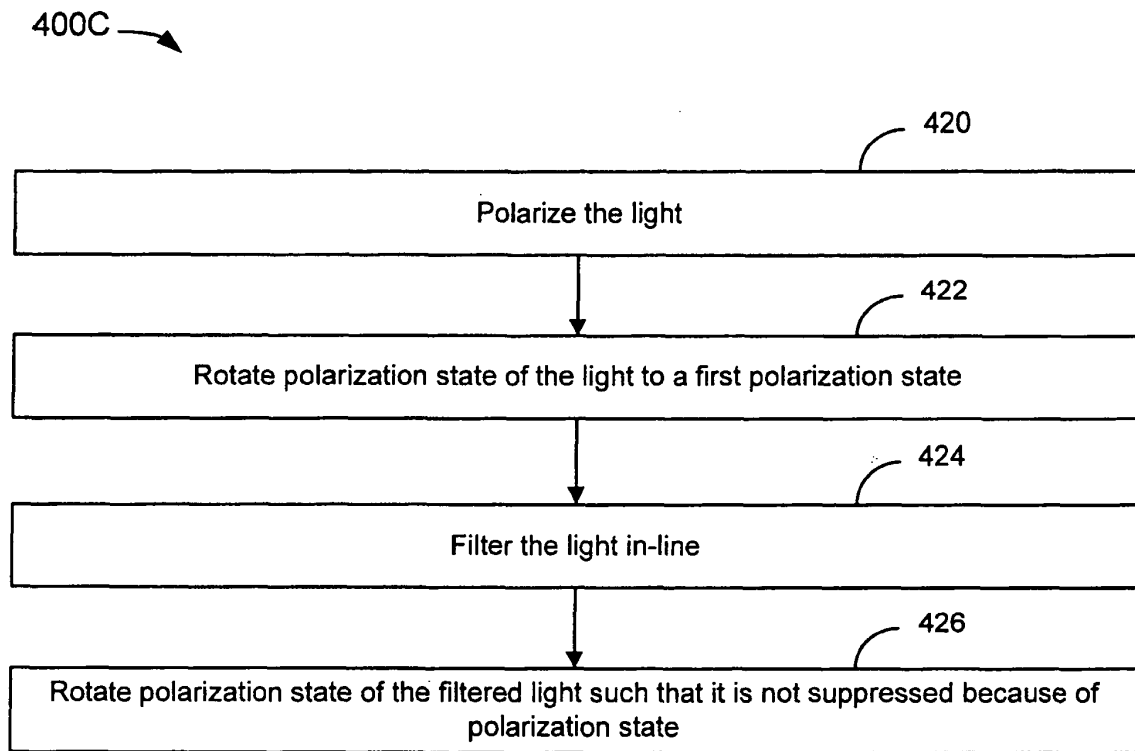 400C
420
Polarize the light
422
Rotate polarization state of the light to a first polarization state
424
Filter the light in-line
426
Rotate polarization state of the filtered light such that it is not suppressed because of
polarization state